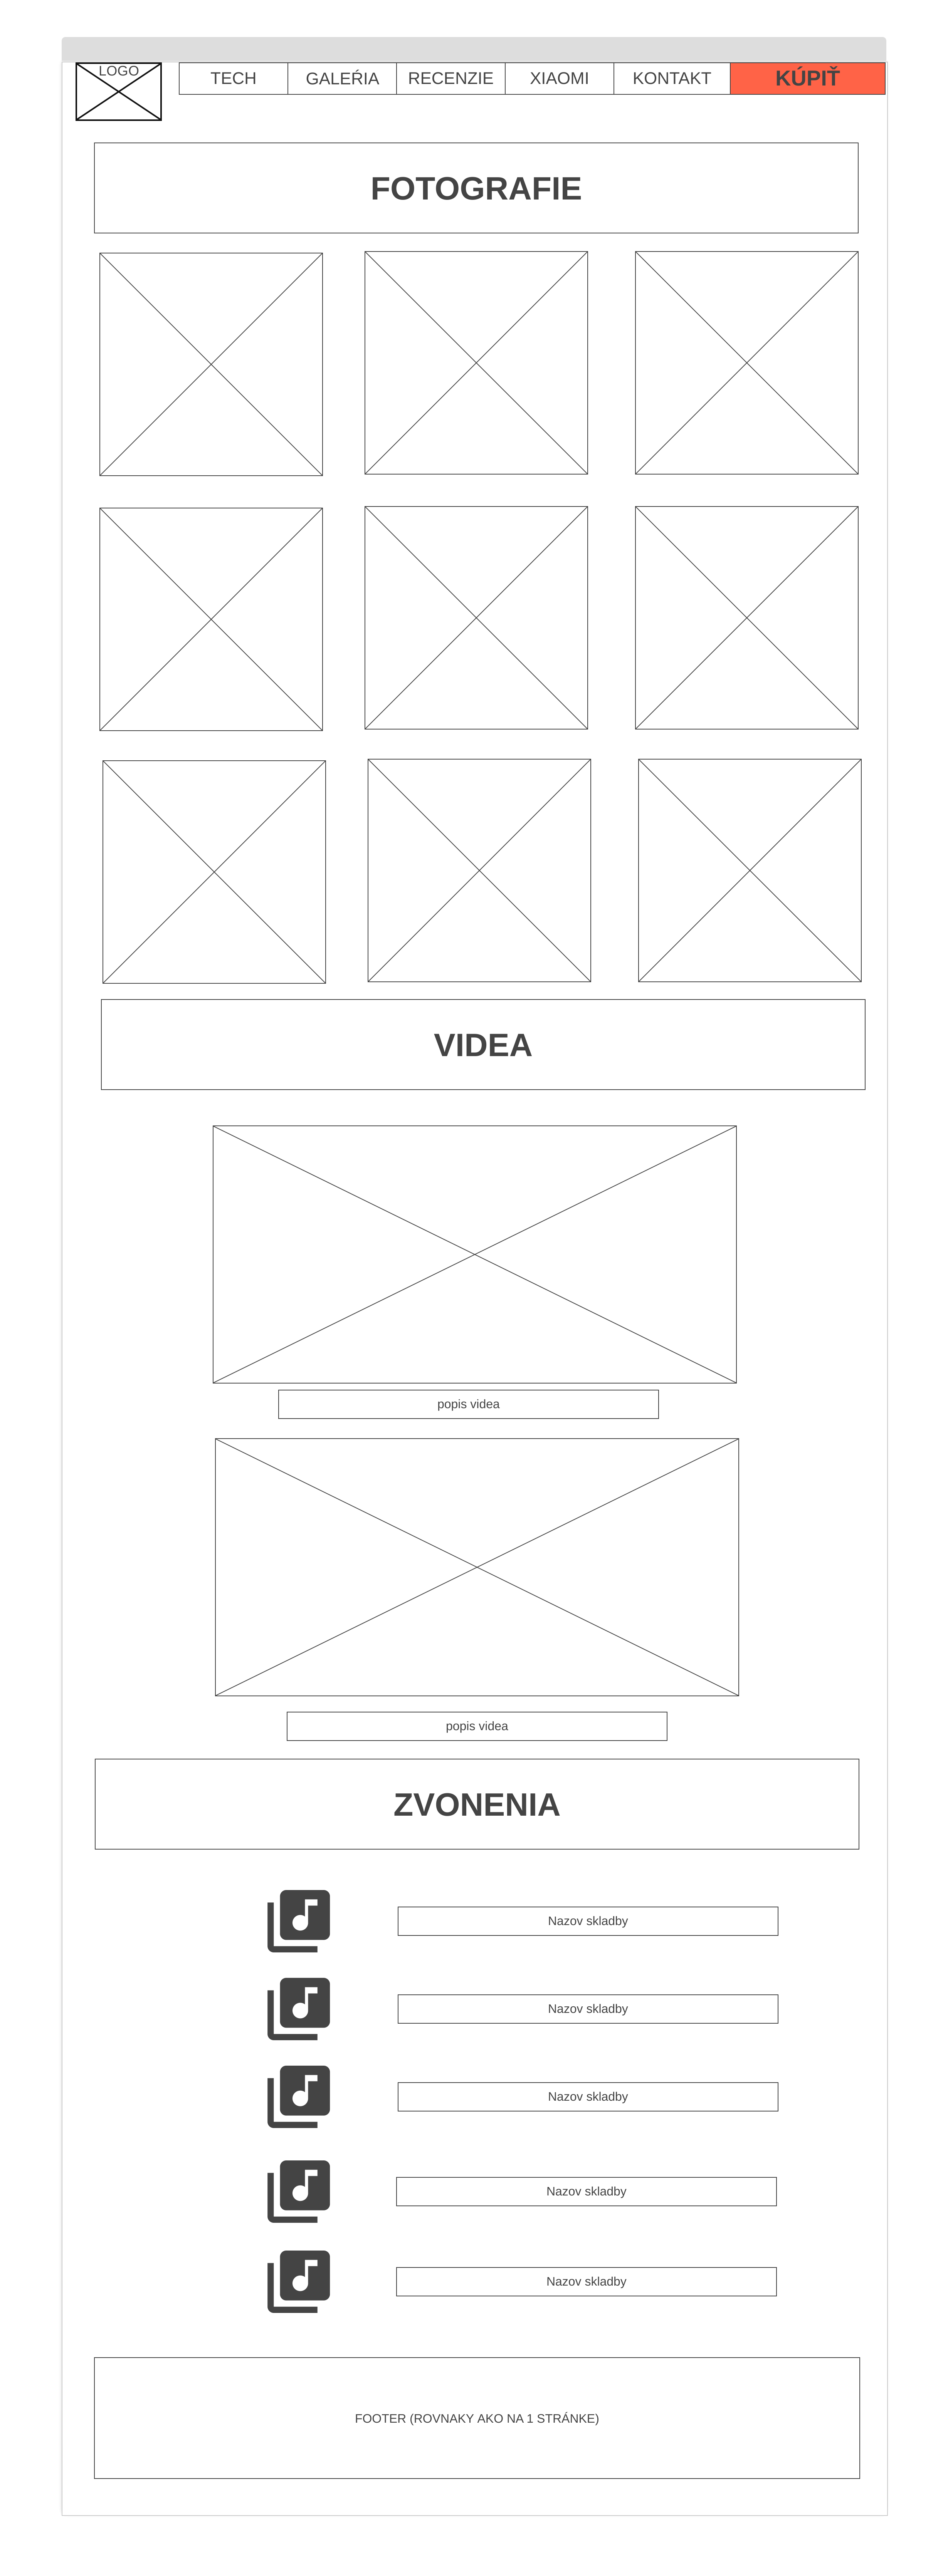 LOGO
TECH
GALEŔIA
RECENZIE
XIAOMI
KONTAKT
KÚPIŤ
FOTOGRAFIE
VIDEA
popis videa
popis videa
ZVONENIA
Nazov skladby
Nazov skladby
Nazov skladby
Nazov skladby
Nazov skladby
FOOTER (ROVNAKY AKO NA 1 STRÁNKE)